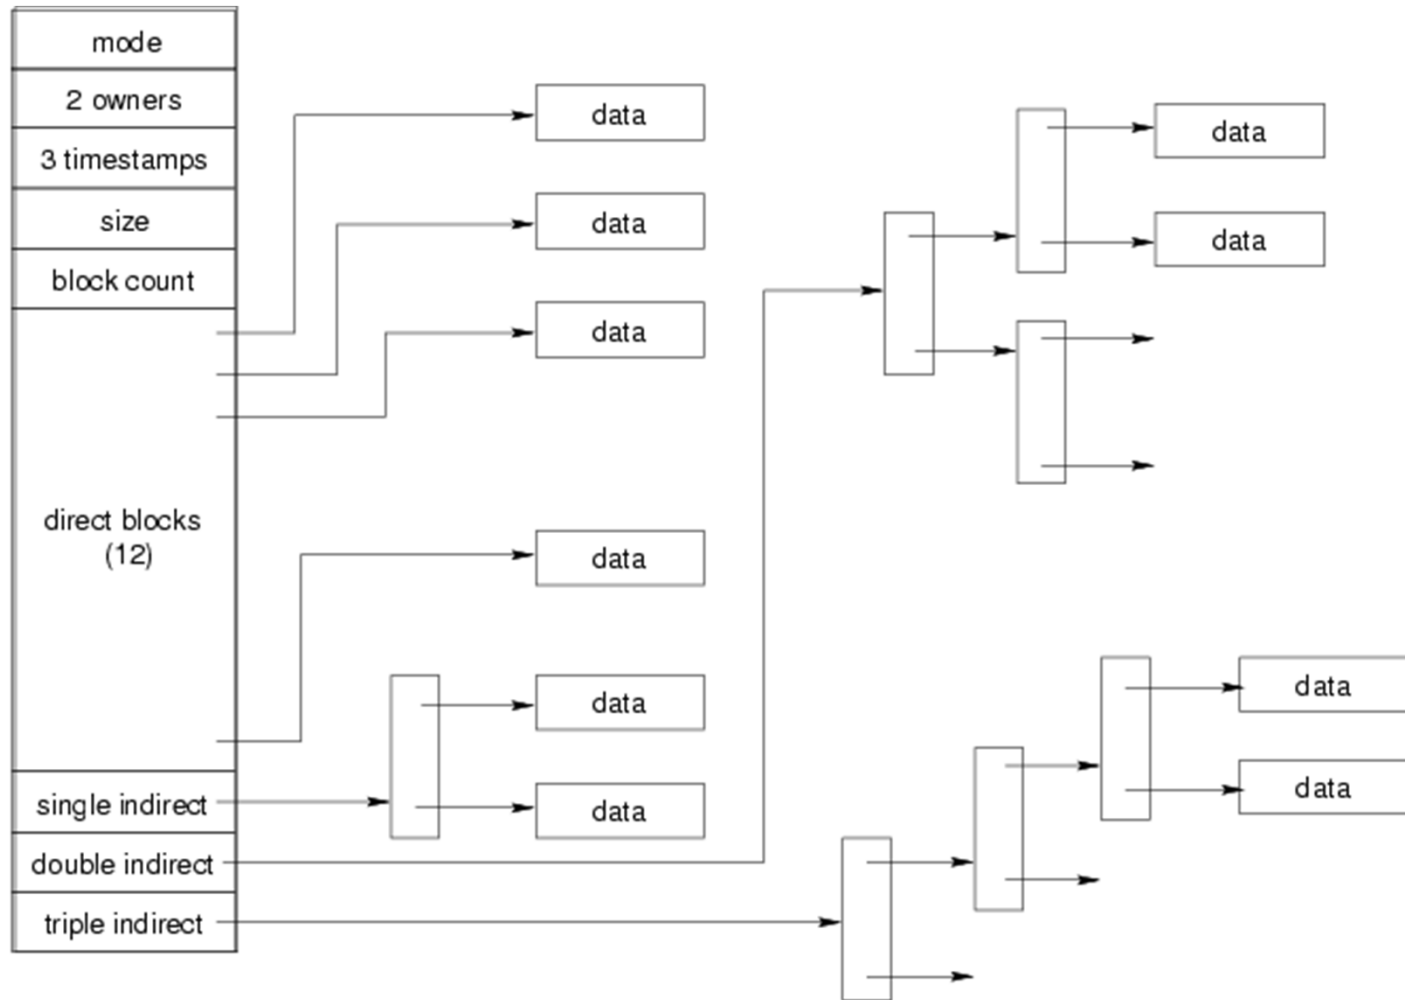 mode
2 owners
3 timestamps
size
block count
direct blocks
(12)
single indirect
double indirect
triple indirect
data
data
data
data
data
data
data
data
data
data